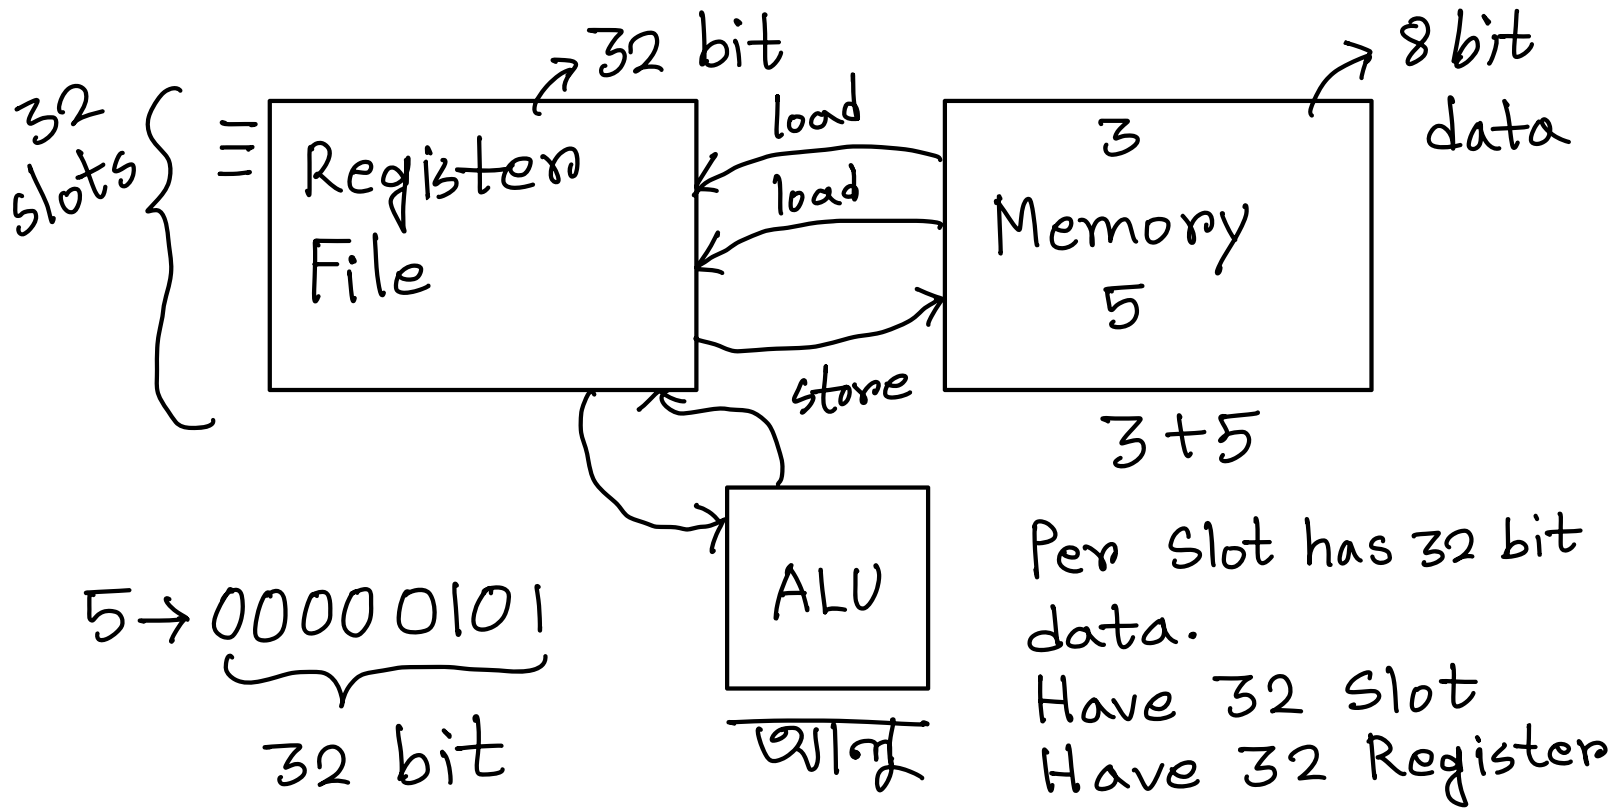 32 bit
8 bit
data
32
slots
load
load
Register
File
3
Memory
5
store
3+5
5→00000101
32 bit
ALU
আলু
Per Slot has 32 bit
data.
Have 32 Slot
Have 32 Register